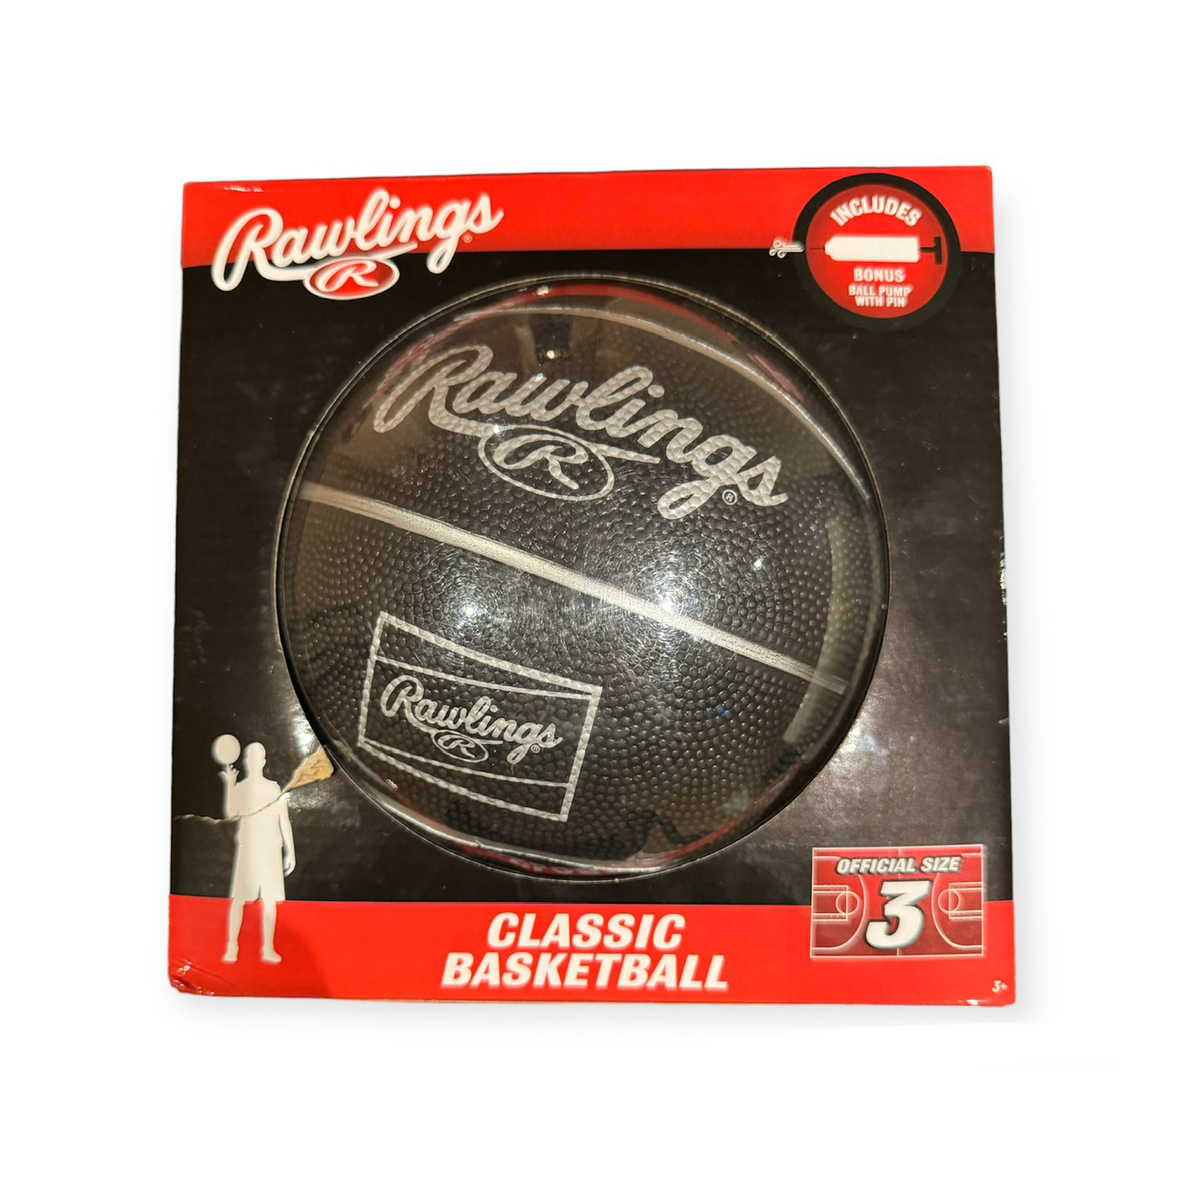 Rawlings®
R
INCLUDES
BONUS
BALL PUMP
WITH PIN
Rawlings®
R
Rawlings®
R
OFFICIAL SIZE
3
CLASSIC
BASKETBALL
3+